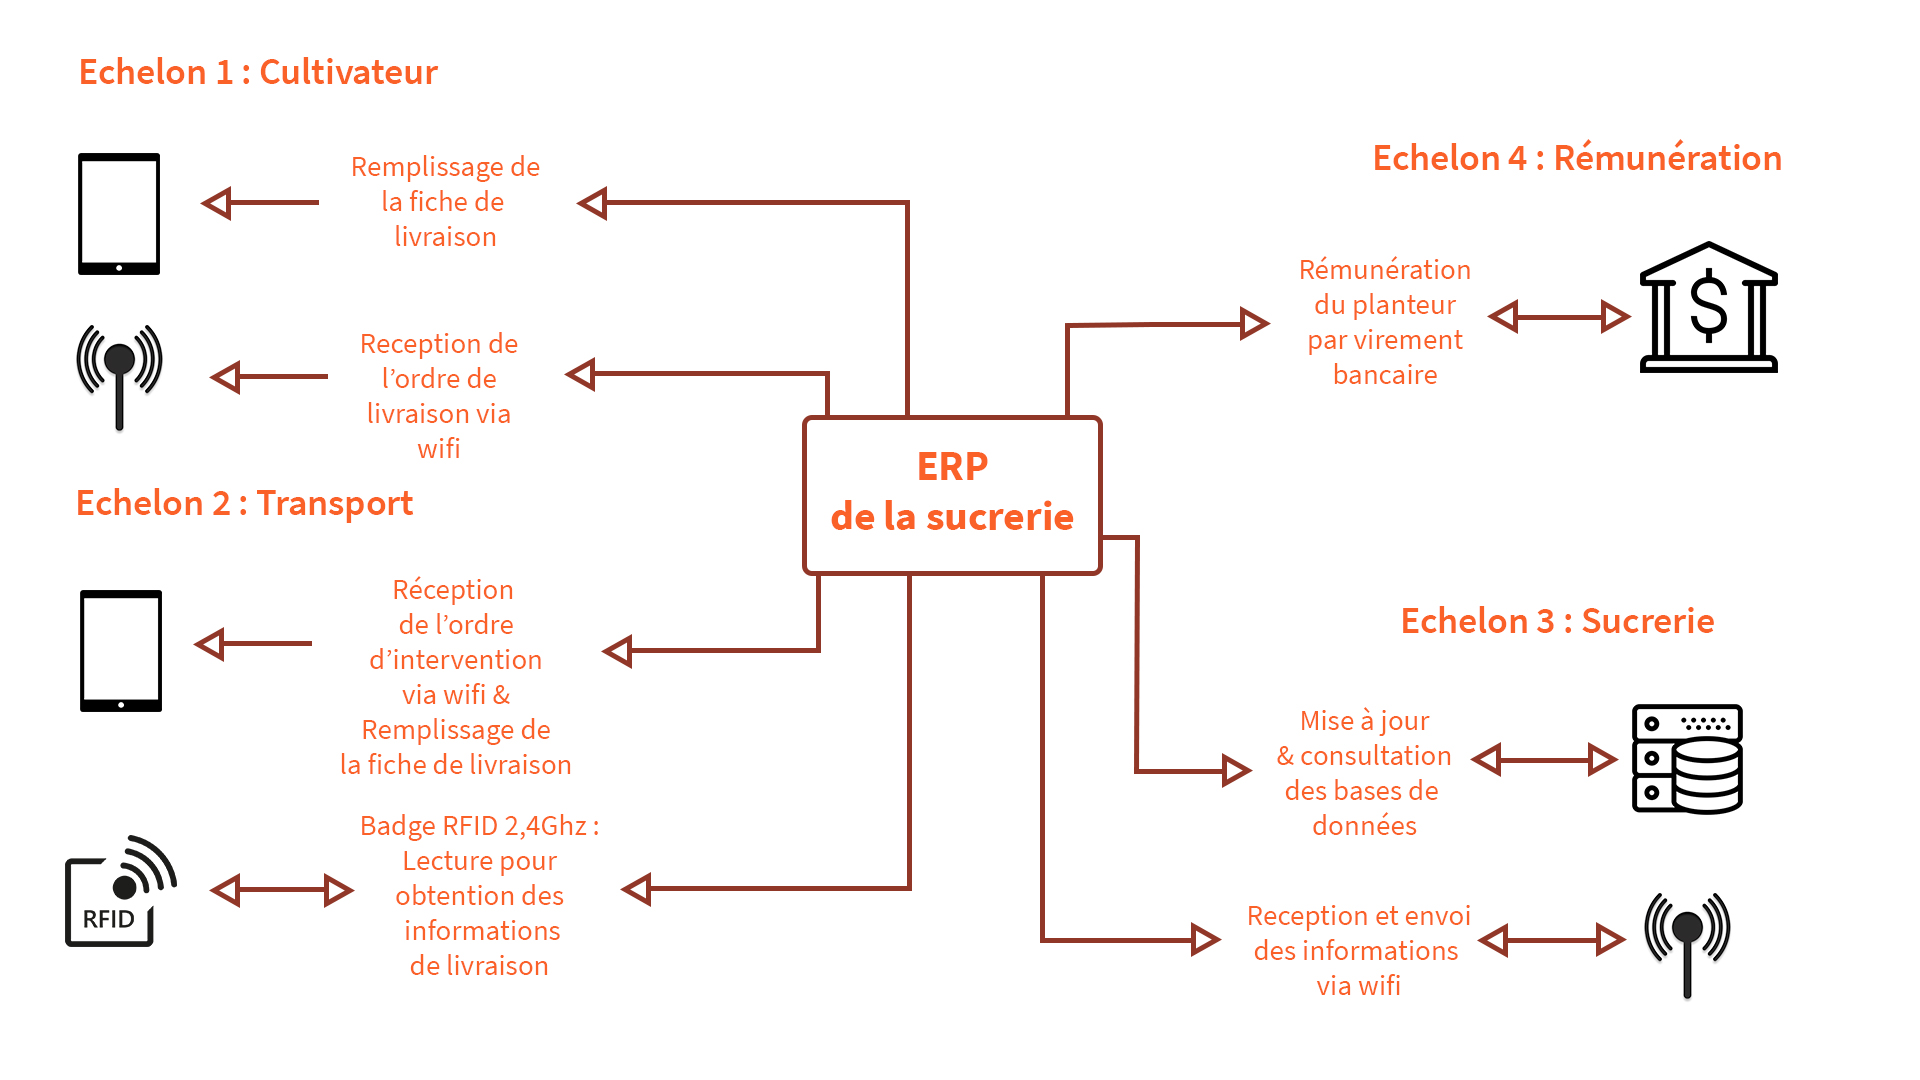 Echelon 1 : Cultivateur
Remplissage de
la fiche de
livraison
Reception de
l'ordre de
livraison via
wifi
Echelon 2 : Transport
Réception
de l'ordre
d'intervention
via wifi &
Remplissage de
la fiche de livraison
Badge RFID 2,4Ghz :
Lecture pour
obtention des
informations
de livraison
RFID
ERP
de la sucrerie
Echelon 4 : Rémunération
Rémunération
du planteur
par virement
bancaire
$
Echelon 3 : Sucrerie
Mise à jour
& consultation
des bases de
données
Reception et envoi
des informations
via wifi